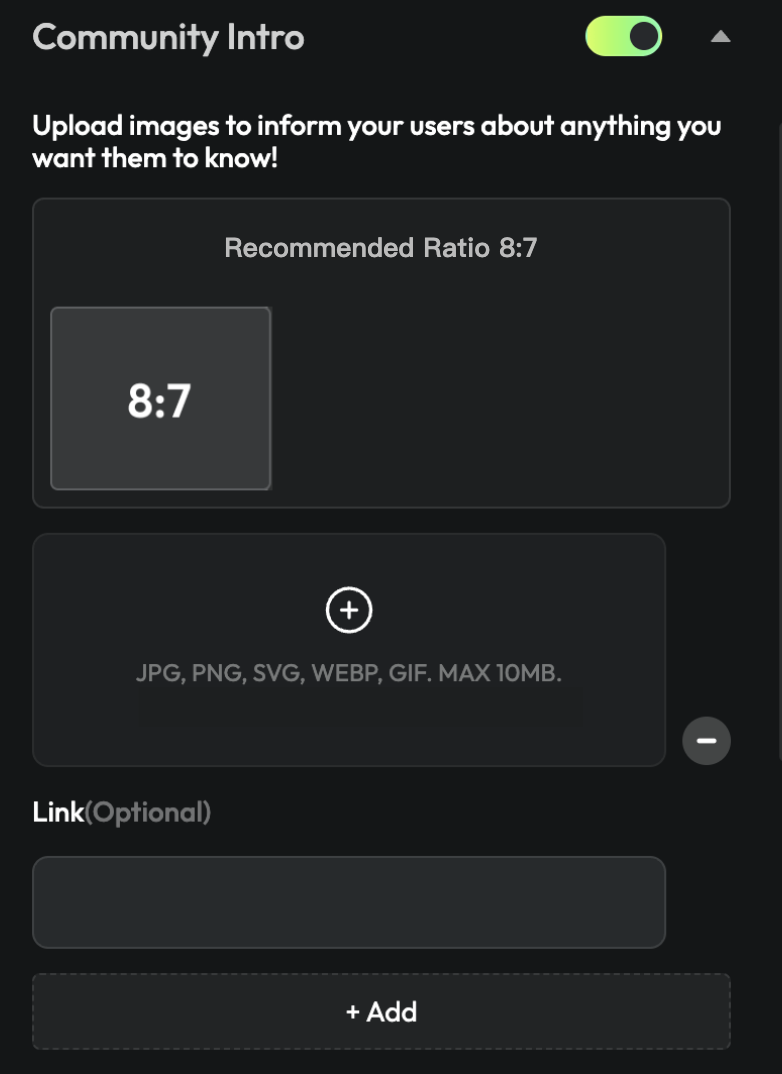 Community Intro
Upload images to inform your users about anything you
want them to know!
Recommended Ratio 8:7
8:7
JPG, PNG, SVG, WEBP, GIF. MAX 10MB.
Link(Optional)
+ Add